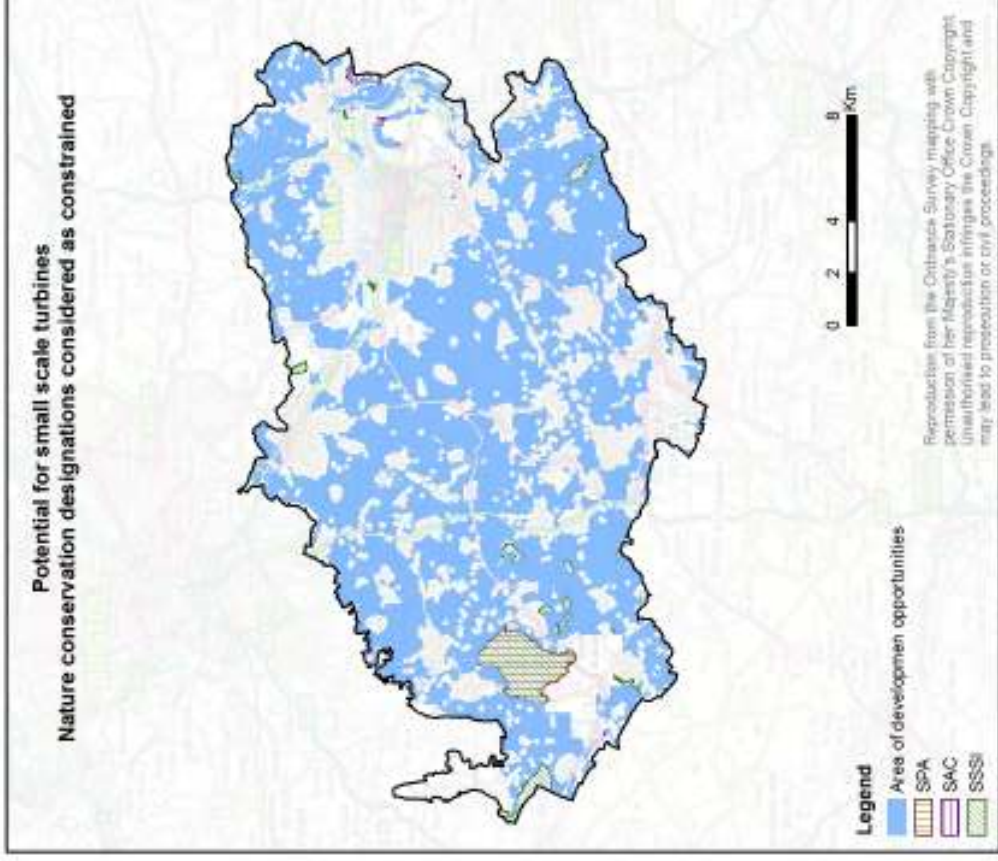 Potential for small scale turbines
Nature conservation designations considered as constrained
0 2 4 8
Km
Reproduction from the Ordnance Survey mapping with
permission of her Majesty's Stationary Office Crown Copyright
Unauthorised reproduction infringes the Crown Copyright and
may lead to prosecution or civil proceedings
Legend
Area of developmen opportunities
SPA
SAC
SSSI